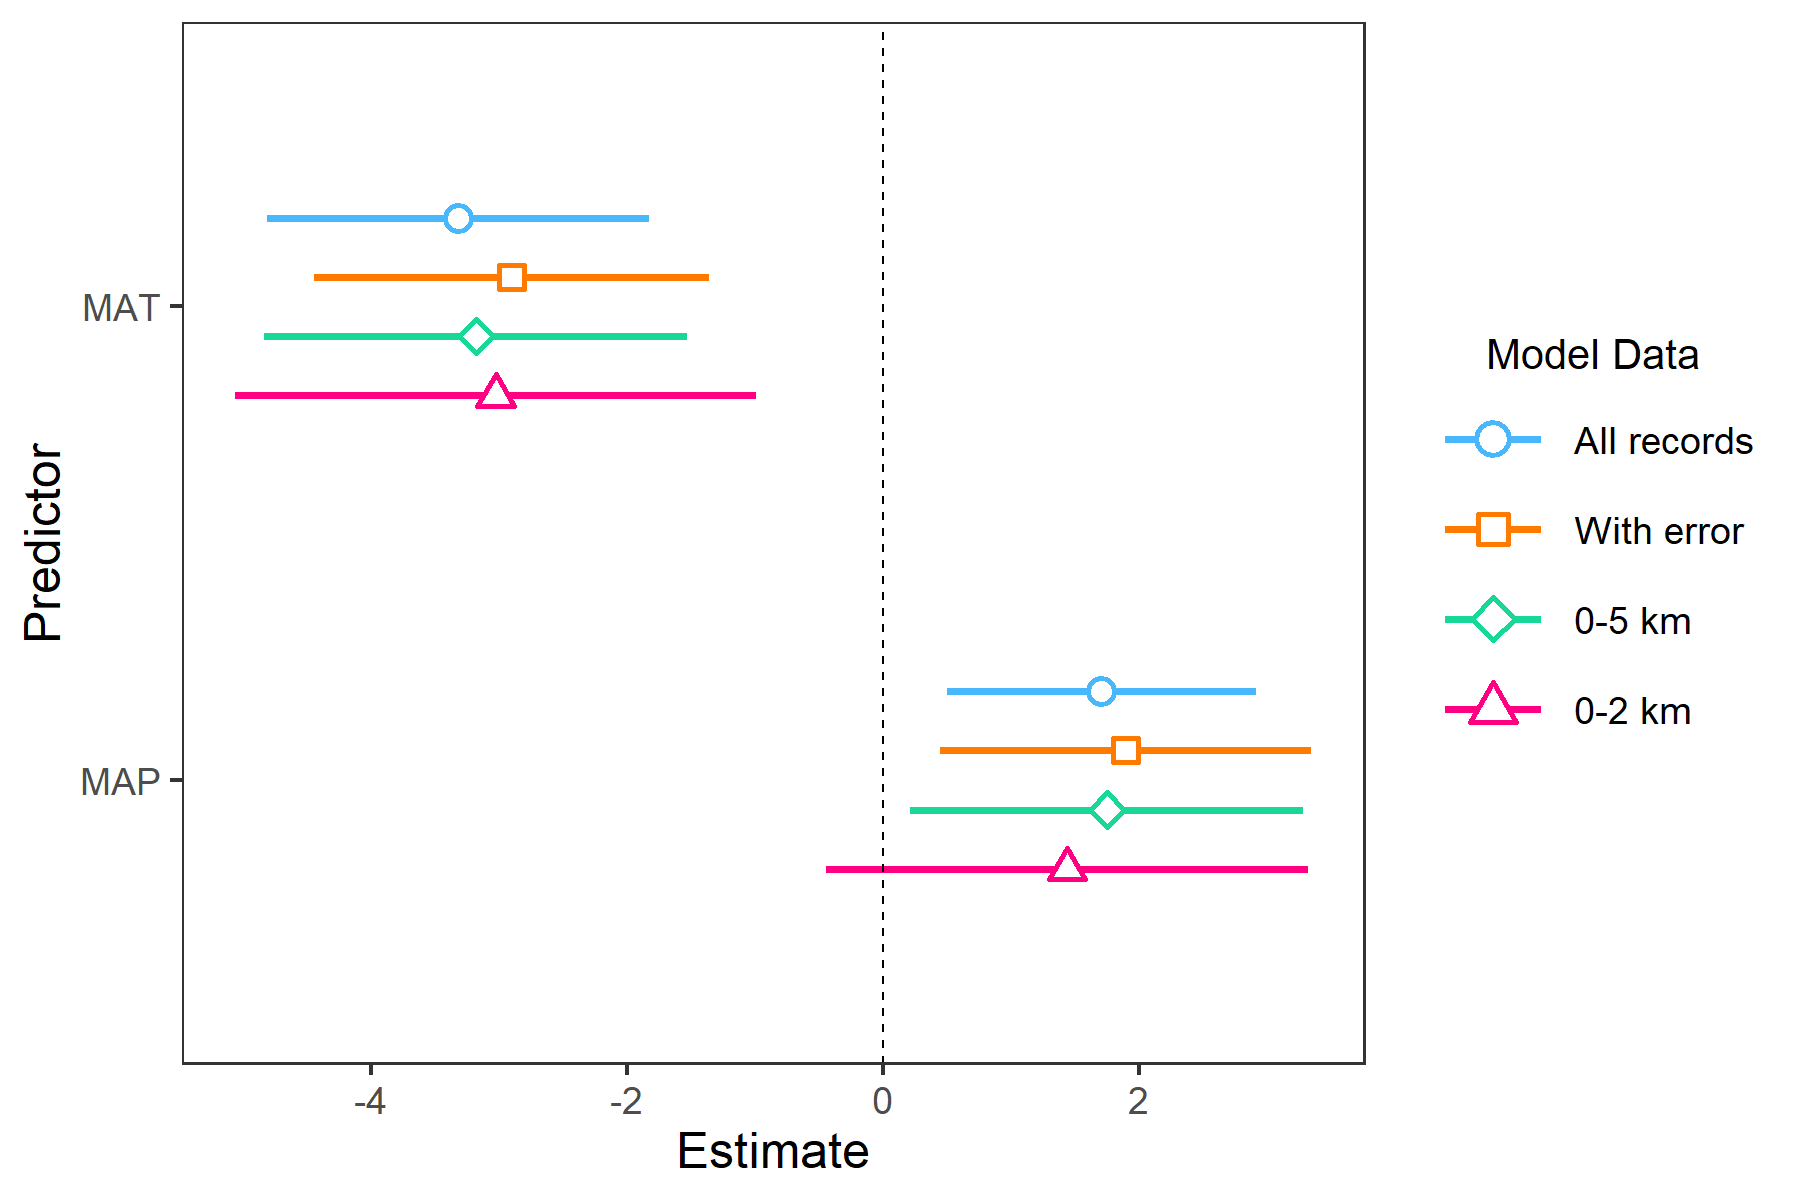 MAT
MAP
Predictor
-4
-2
0
2
Estimate
Model Data
All records
With error
0-5 km
0-2 km